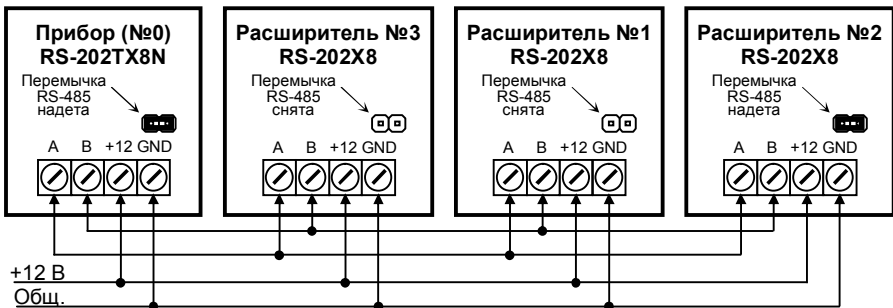 Прибор (№0)
RS-202TX8N
Перемычка
RS-485
надета
A B +12 GND
Расширитель №3
RS-202X8
Перемычка
RS-485
снята
A B +12 GND
Расширитель №1
RS-202X8
Перемычка
RS-485
снята
A B +12 GND
Расширитель №2
RS-202X8
Перемычка
RS-485
надета
A B +12 GND
+12 В
Общ.